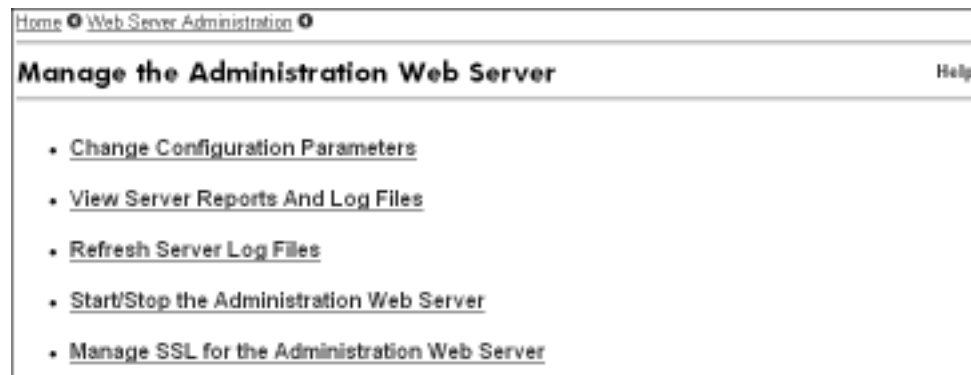 Home Web Server Administration
Manage the Administration Web Server Help
• Change Configuration Parameters
• View Server Reports And Log Files
• Refresh Server Log Files
• Start/Stop the Administration Web Server
• Manage SSL for the Administration Web Server